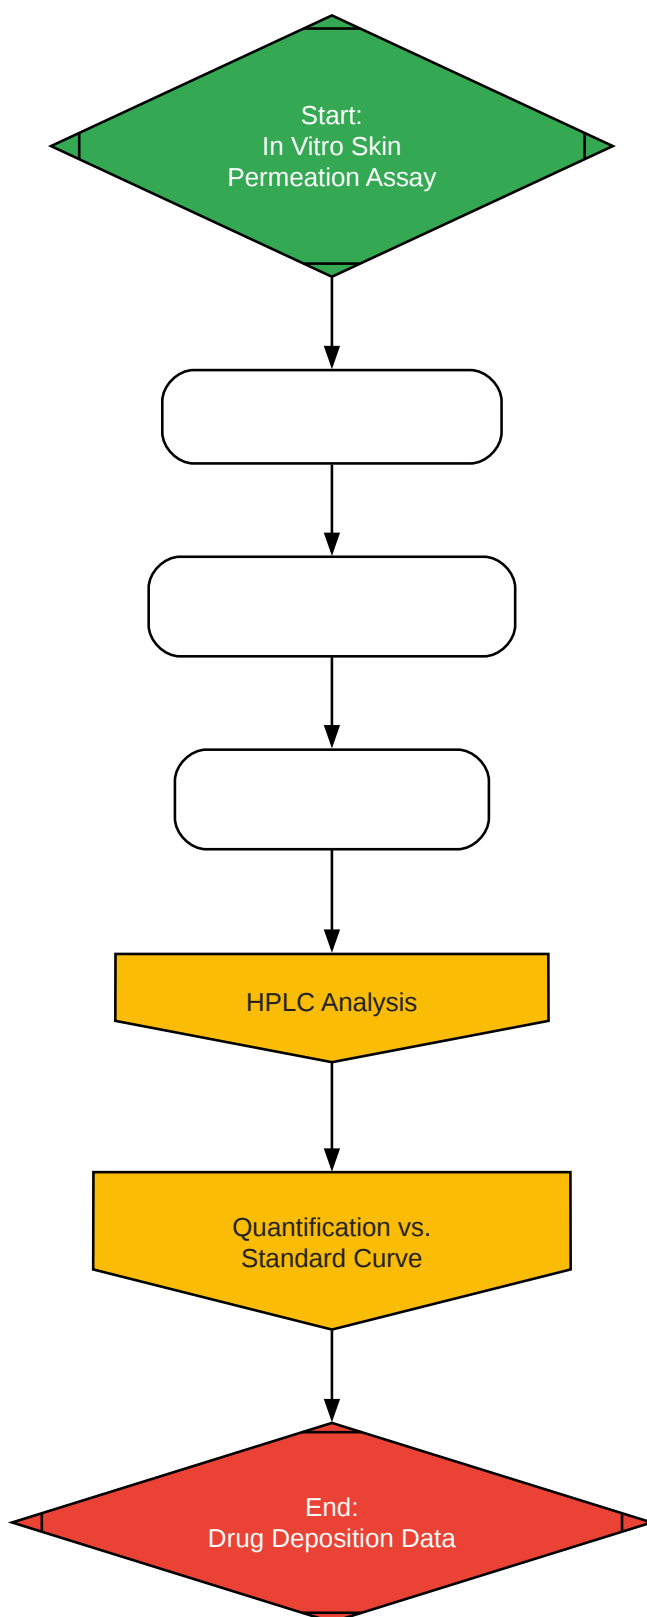 Start:
In Vitro Skin
Permeation Assay
HPLC Analysis
Quantification vs.
Standard Curve
End:
Drug Deposition Data